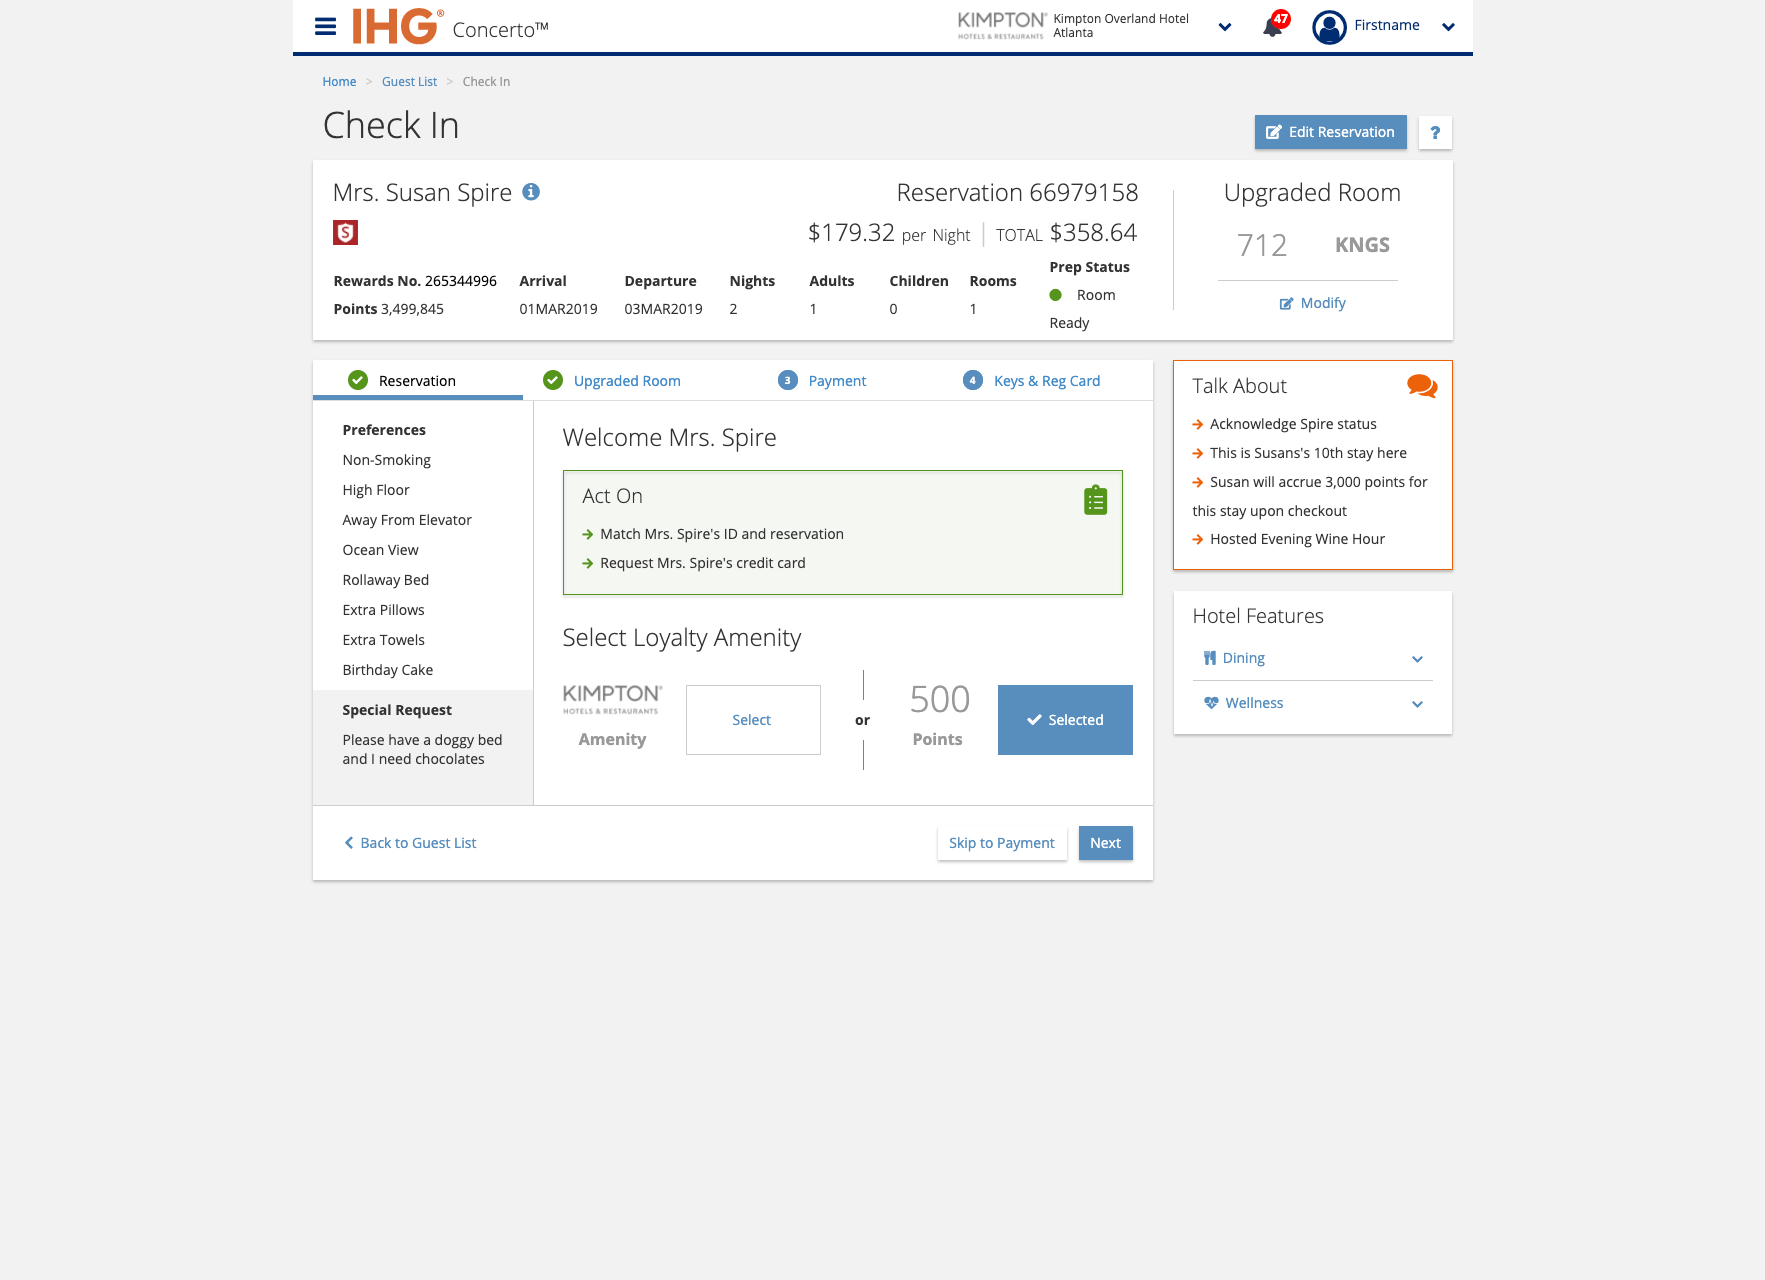 IHG® Concerto™
KIMPTON® HOTELS & RESTAURANTS
Kimpton Overland Hotel
Atlanta
47
Firstname
Home > Guest List > Check In
Check In
Edit Reservation
?
Mrs. Susan Spire
Reservation 66979158
Upgraded Room
S
$179.32 per Night
TOTAL $358.64
712 KNGS
Rewards No. 265344996
Points 3,499,845
Arrival
01MAR2019
Departure
03MAR2019
Nights
2
Adults
1
Children
0
Rooms
1
Prep Status
Room
Ready
Modify
Reservation
Upgraded Room
3 Payment
4 Keys & Reg Card
Preferences
Non-Smoking
High Floor
Away From Elevator
Ocean View
Rollaway Bed
Extra Pillows
Extra Towels
Birthday Cake
Special Request
Please have a doggy bed
and I need chocolates
Welcome Mrs. Spire
Act On
Match Mrs. Spire's ID and reservation
Request Mrs. Spire's credit card
Select Loyalty Amenity
KIMPTON®
HOTELS & RESTAURANTS
Amenity
Select
or
500
Points
Selected
Back to Guest List
Skip to Payment
Next
Talk About
Acknowledge Spire status
This is Susans's 10th stay here
Susan will accrue 3,000 points for
this stay upon checkout
Hosted Evening Wine Hour
Hotel Features
Dining
Wellness